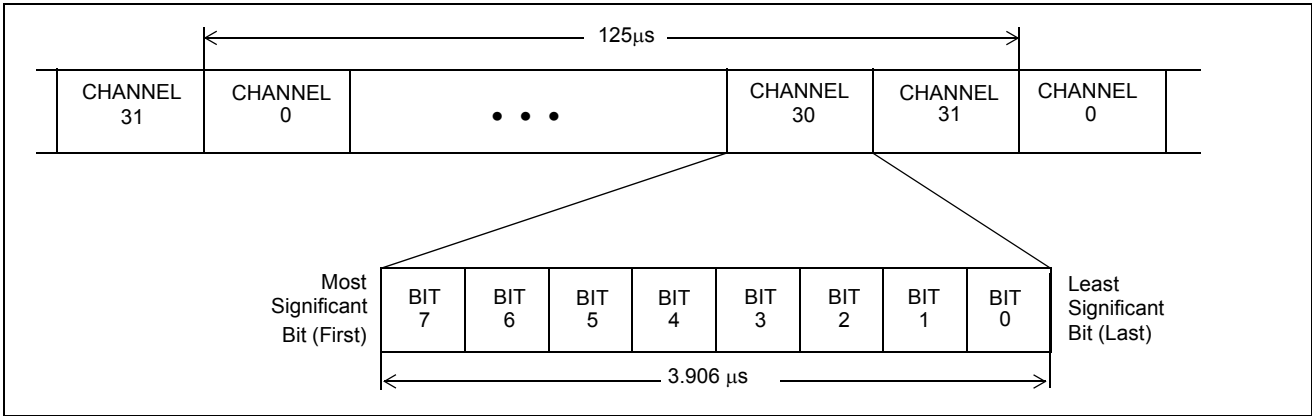 125μs
CHANNEL CHANNEL CHANNEL CHANNEL CHANNEL
31 0 • • • 30 31 0
Most
Significant
Bit (First)
BIT BIT BIT BIT BIT BIT BIT BIT
7 6 5 4 3 2 1 0
Least
Significant
Bit (Last)
3.906 μs